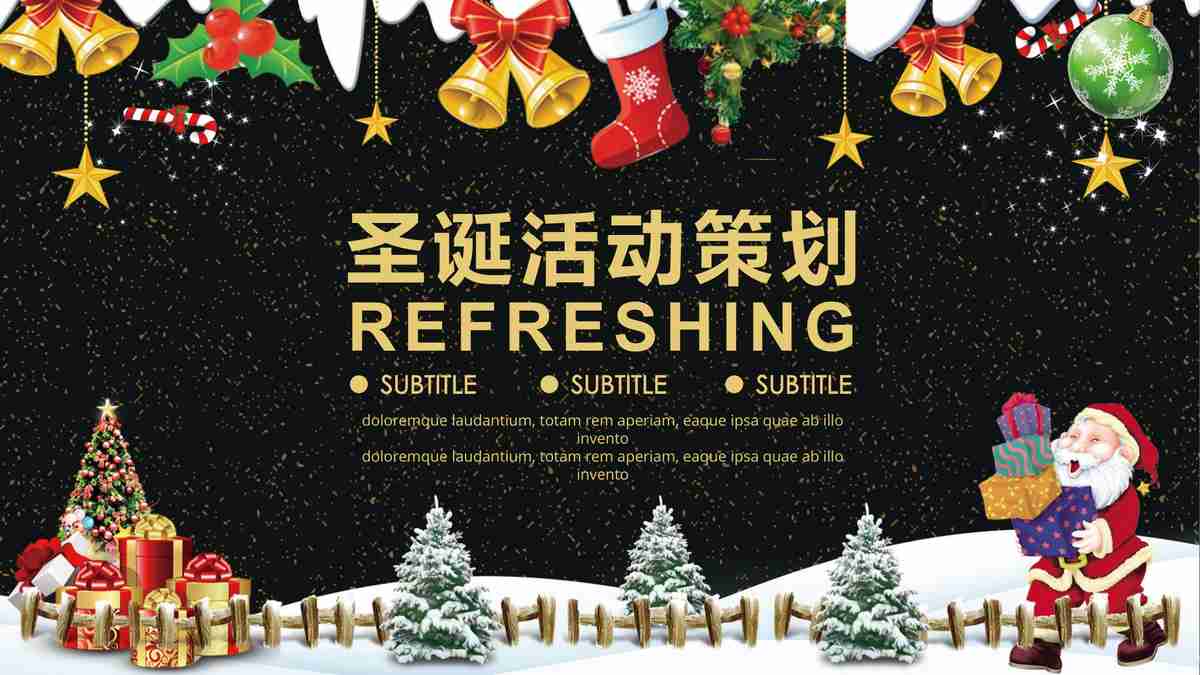 圣诞活动策划
REFRESHING
SUBTITLE SUBTITLE SUBTITLE
doloremque laudantium, totam rem aperiam, eaque ipsa quae ab illo
invento
doloremque laudantium, totam rem aperiam, eaque ipsa quae ab illo
invento